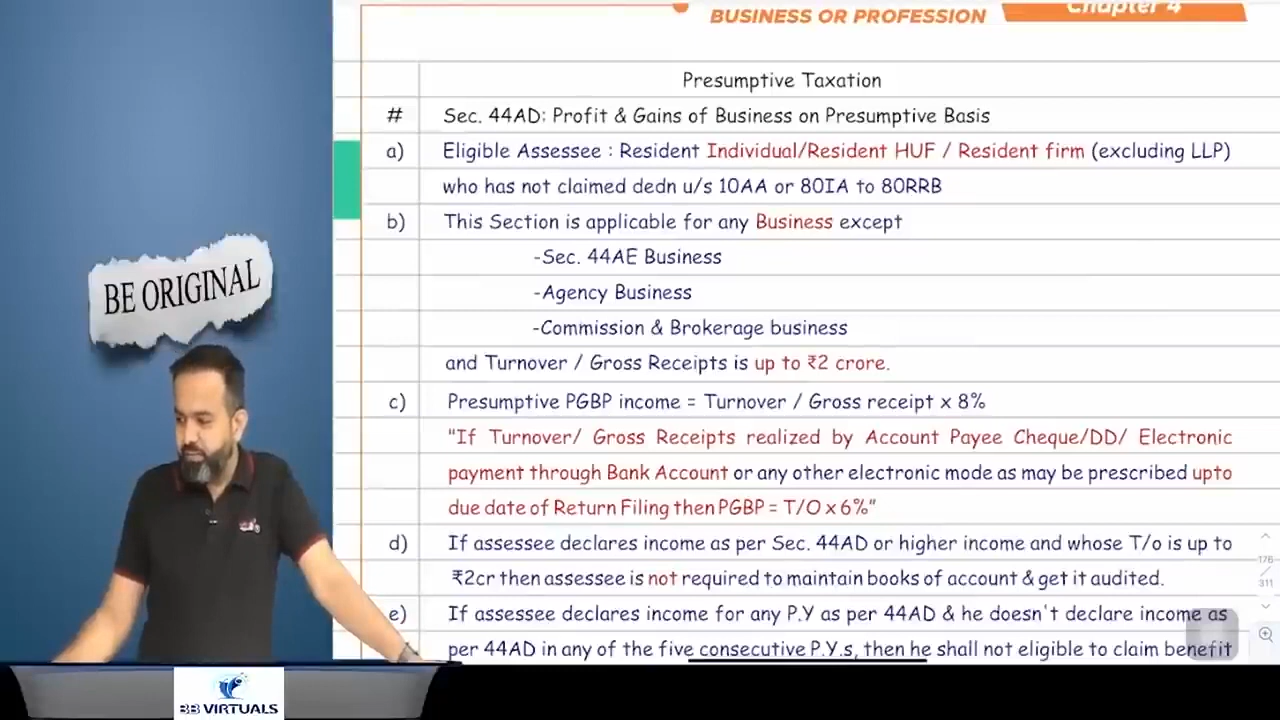 BUSINESS OR PROFESSION
Chapter 4
Presumptive Taxation
# Sec. 44AD: Profit & Gains of Business on Presumptive Basis
a) Eligible Assessee : Resident Individual/Resident HUF / Resident firm (excluding LLP)
who has not claimed dedn u/s 10AA or 80IA to 80RRB
b) This Section is applicable for any Business except
-Sec. 44AE Business
-Agency Business
-Commission & Brokerage business
and Turnover / Gross Receipts is up to ₹2 crore.
c) Presumptive PGBP income = Turnover / Gross receipt x 8%
"If Turnover/ Gross Receipts realized by Account Payee Cheque/DD/ Electronic
payment through Bank Account or any other electronic mode as may be prescribed upto
due date of Return Filing then PGBP = T/O x 6%"
d) If assessee declares income as per Sec. 44AD or higher income and whose T/o is up to
₹2cr then assessee is not required to maintain books of account & get it audited.
e) If assessee declares income for any P.Y as per 44AD & he doesn't declare income as
per 44AD in any of the five consecutive P.Y.s, then he shall not eligible to claim benefit
176
/
311
BE ORIGINAL
BB VIRTUALS